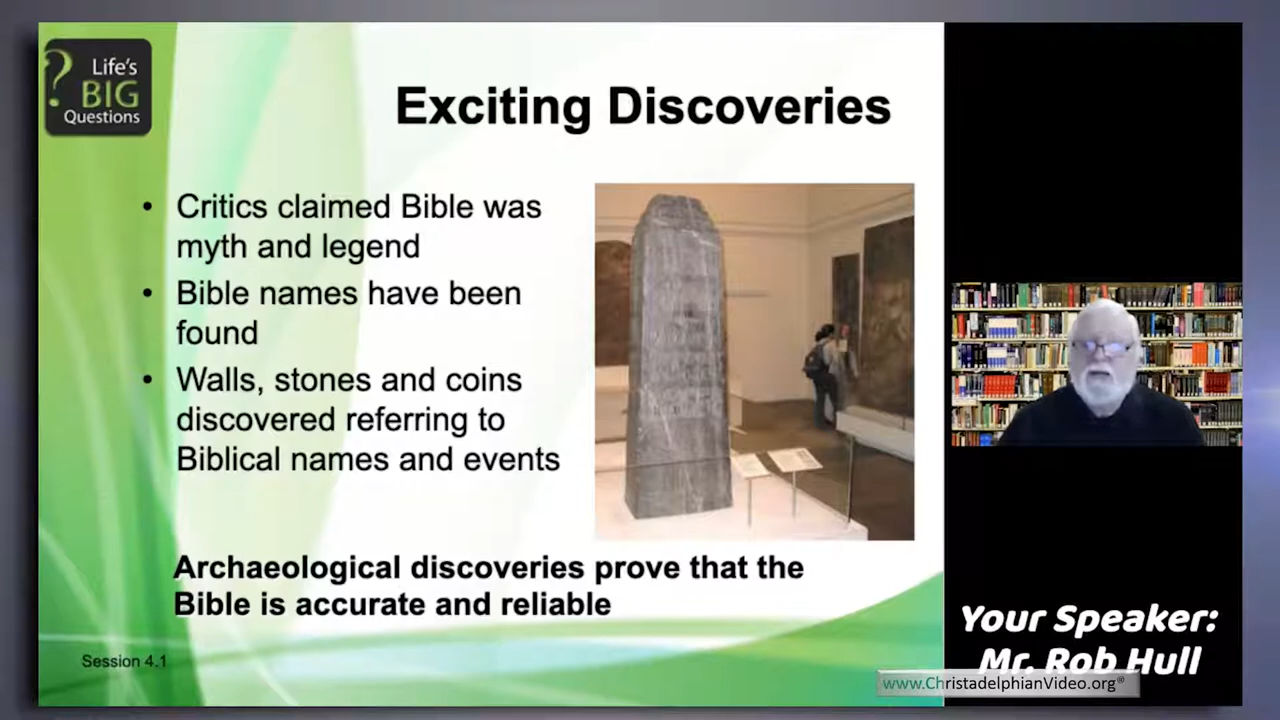 ?
Life's
BIG
Questions
Exciting Discoveries
• Critics claimed Bible was
myth and legend
• Bible names have been
found
• Walls, stones and coins
discovered referring to
Biblical names and events
Archaeological discoveries prove that the
Bible is accurate and reliable
Session 4.1
Your Speaker:
Mr. Rob Hull
www.ChristadelphianVideo.org®